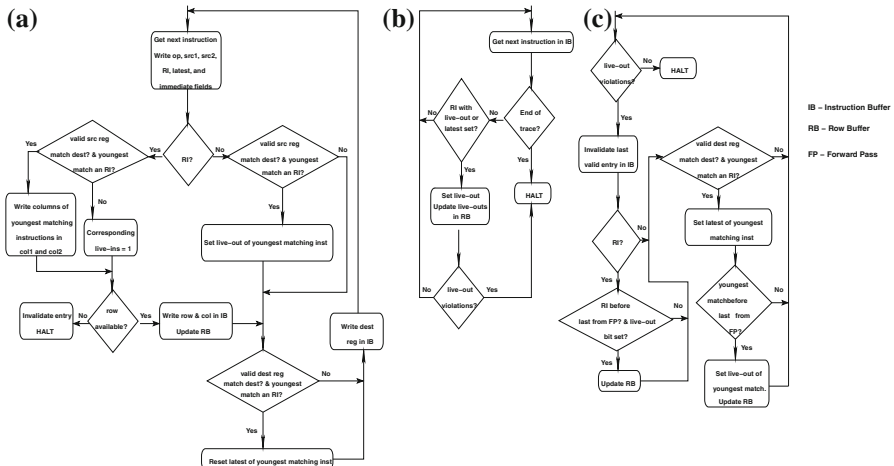 (a)
Get next instruction
Write op, src1, src2,
RI, latest, and
immediate fields
valid src reg
match dest? & youngest
match an RI?
Yes
Yes
RI?
No
valid src reg
match dest? & youngest
match an RI?
No
No
Yes
Write columns of
youngest matching
instructions in
col1 and col2
Corresponding
live-ins = 1
Set live-out of youngest matching inst
Invalidate entry
HALT
No
row
available?
Yes
Write row & col in IB
Update RB
Write dest
reg in IB
valid dest reg
match dest? & youngest
match an RI?
No
Yes
Reset latest of youngest matching inst
(b)
Get next instruction in IB
No
RI with
live-out or
latest set?
No
End of
trace?
Yes
Yes
Set live-out
Update live-outs
in RB
HALT
No
live-out
violations?
Yes
(c)
live-out
violations?
No
HALT
Yes
Invalidate last
valid entry in IB
valid dest reg
match dest? & youngest
match an RI?
No
Yes
Set latest of youngest
matching inst
RI?
No
Yes
RI before
last from FP? & live-out
bit set?
No
Yes
Update RB
youngest
matchbefore
last from
FP?
No
Yes
Set live-out of
youngest match.
Update RB
IB – Instruction Buffer
RB – Row Buffer
FP – Forward Pass